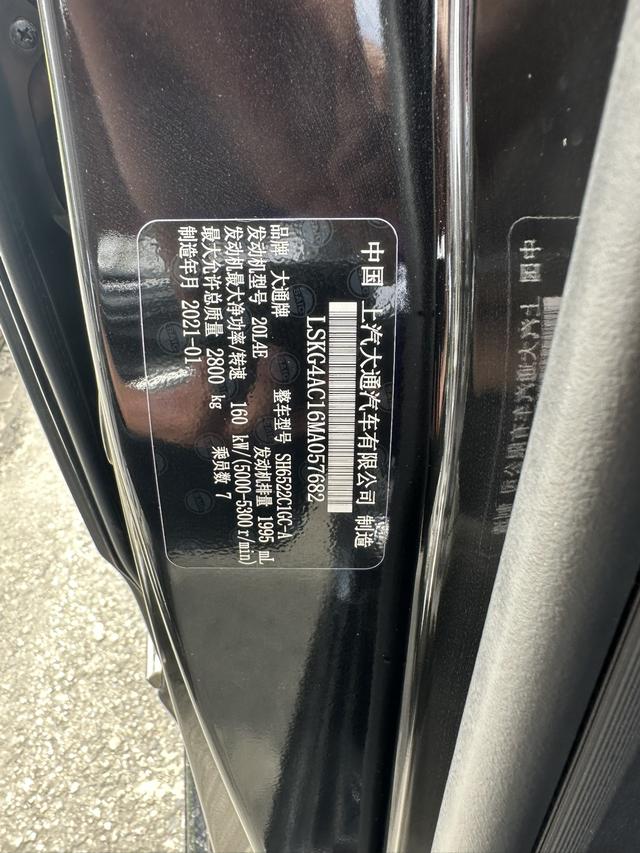 中国 上汽大通汽车有限公司 制造
LSKG4AC16MA057682
品牌 大通牌 整车型号 SH6522C1GC-A
发动机型号 20L4E 发动机排量 1995 mL
发动机最大净功率/转速 160 kW/(5000-5300r/min)
最大允许总质量 2800 kg 乘员数 7
制造年月 2021-01